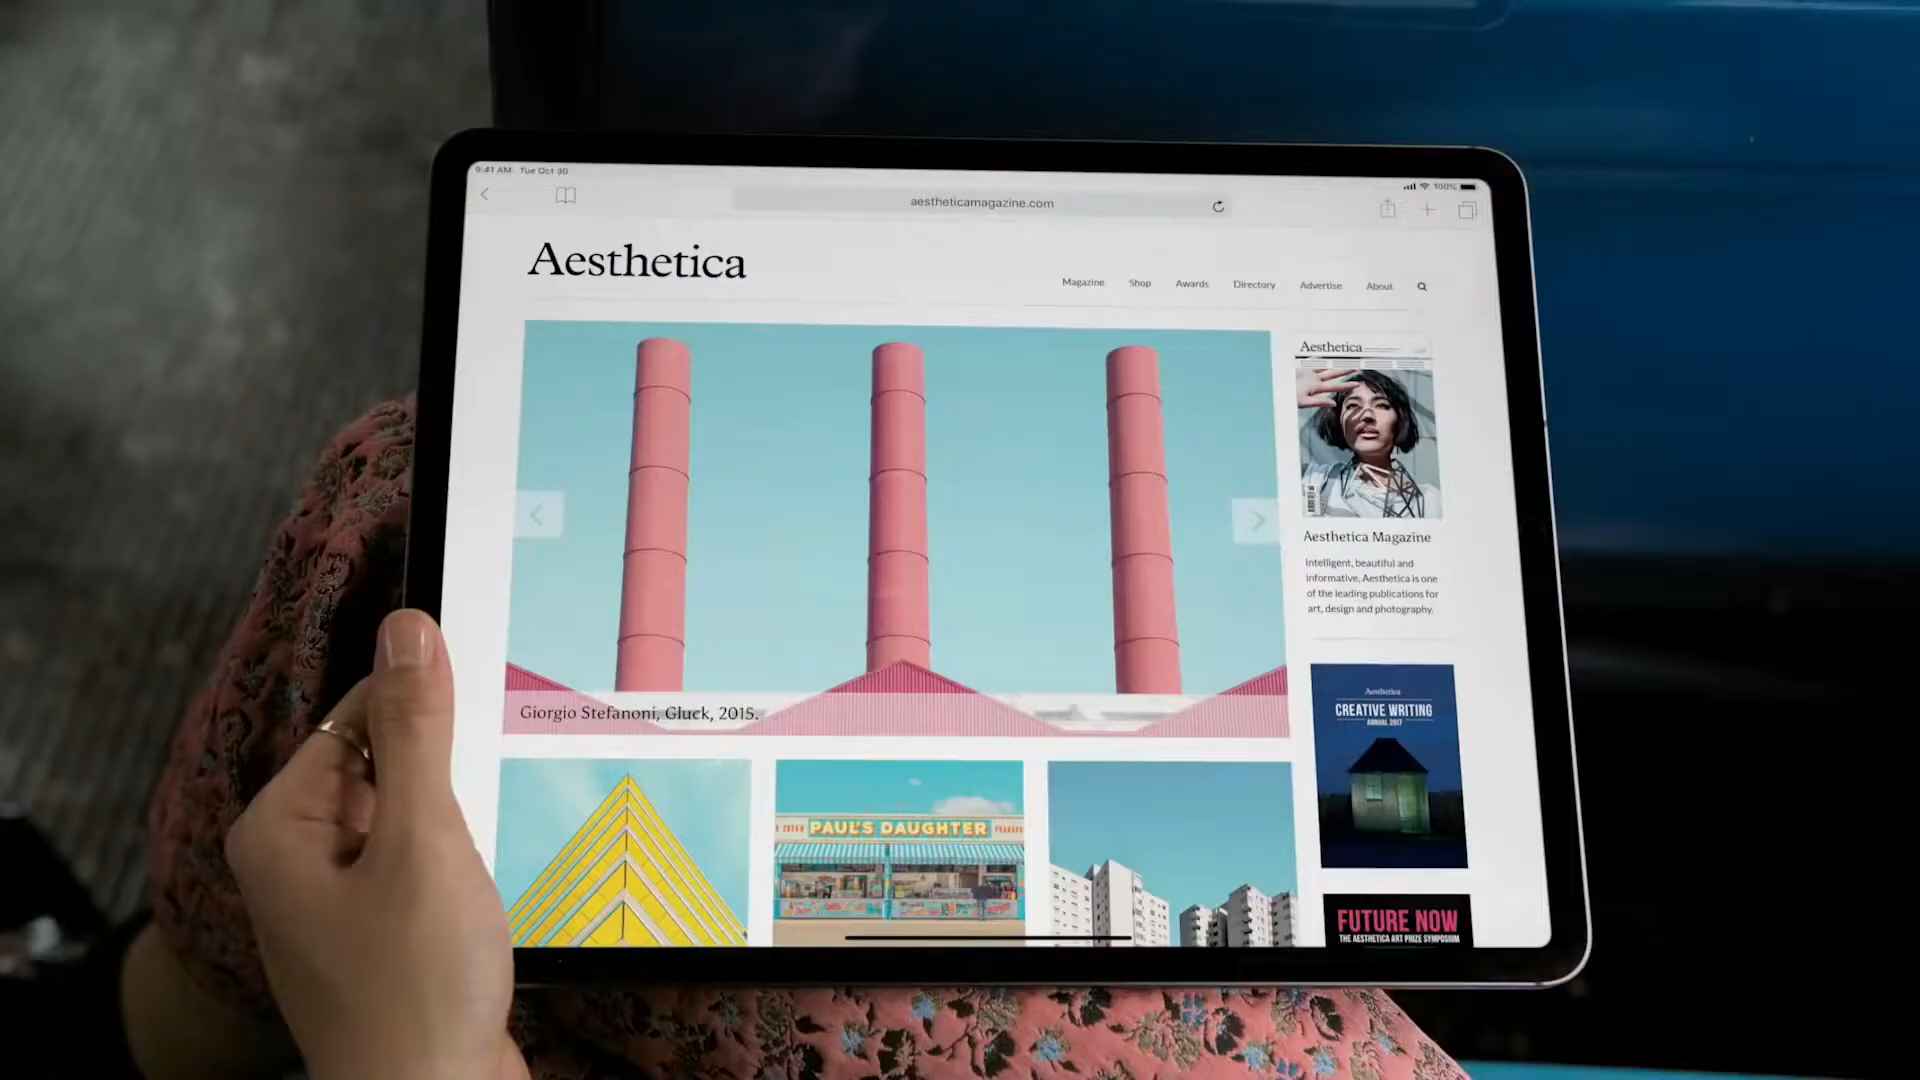 9:41 AM Tue Oct 30
100%
aestheticamagazine.com
Aesthetica
Magazine Shop Awards Directory Advertise About
Giorgio Stefanoni, Gluck, 2015.
PAUL'S DAUGHTER
Aesthetica
Aesthetica Magazine
Intelligent, beautiful and
informative, Aesthetica is one
of the leading publications for
art, design and photography.
Aesthetica
CREATIVE WRITING
ANNUAL 2017
FUTURE NOW
THE AESTHETICA ART PRIZE SYMPOSIUM